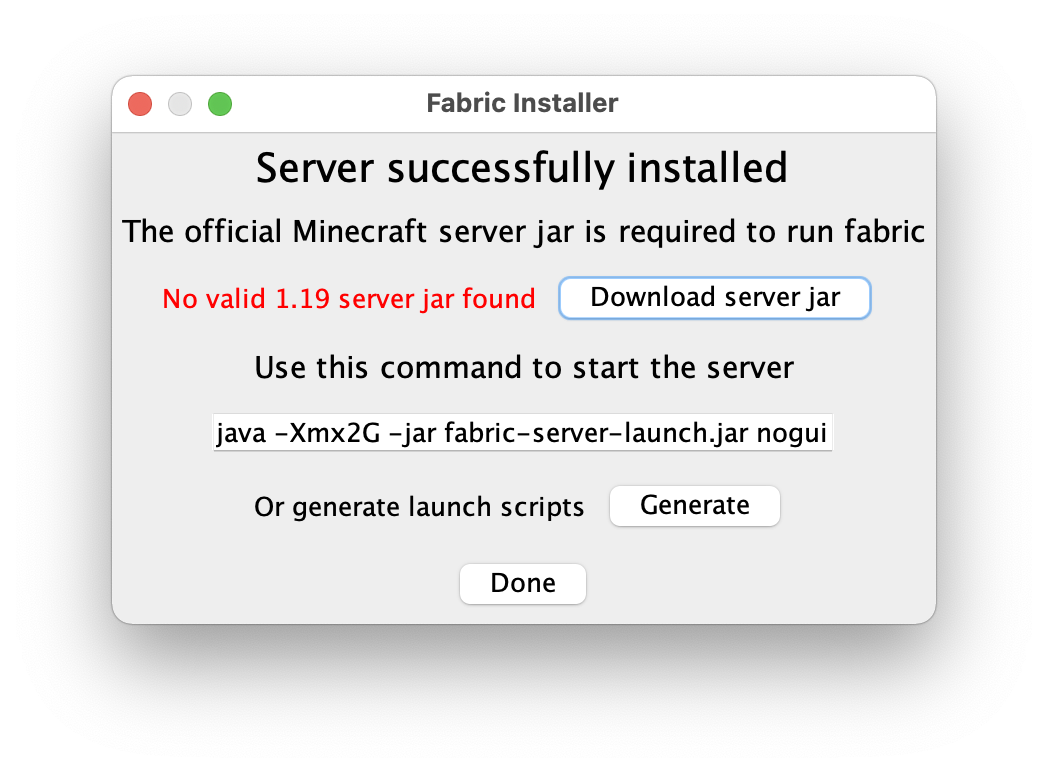 Fabric Installer
Server successfully installed
The official Minecraft server jar is required to run fabric
No valid 1.19 server jar found Download server jar
Use this command to start the server
java -Xmx2G -jar fabric-server-launch.jar nogui
Or generate launch scripts Generate
Done